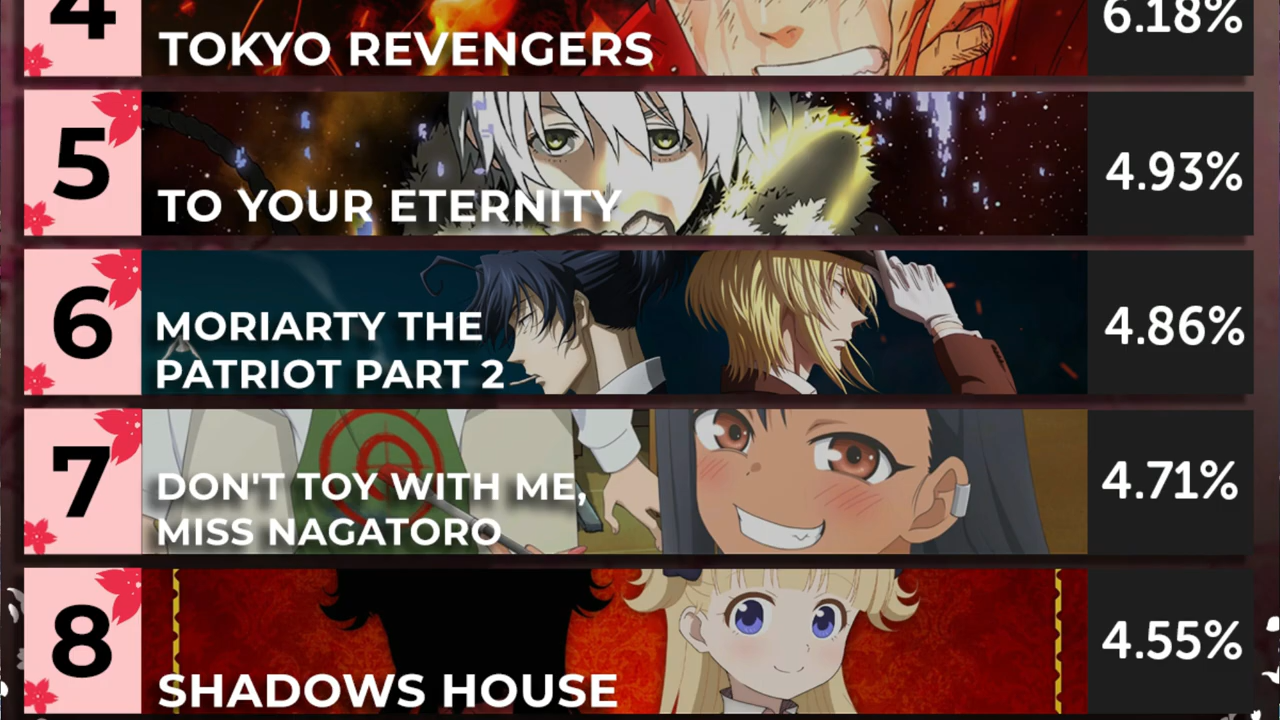 4
TOKYO REVENGERS
6.18%
5
TO YOUR ETERNITY
4.93%
6
MORIARTY THE
PATRIOT PART 2
4.86%
7
DON'T TOY WITH ME,
MISS NAGATORO
4.71%
8
SHADOWS HOUSE
4.55%